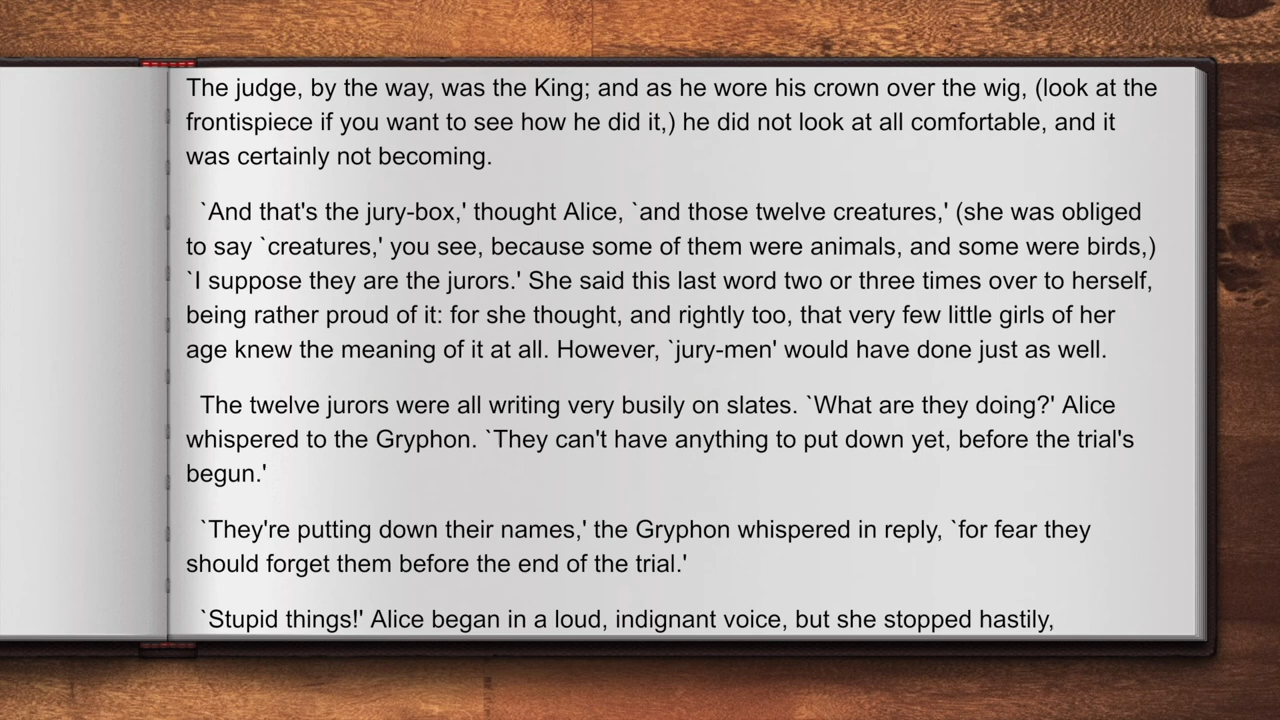 The judge, by the way, was the King; and as he wore his crown over the wig, (look at the
frontispiece if you want to see how he did it,) he did not look at all comfortable, and it
was certainly not becoming.
`And that's the jury-box,' thought Alice, `and those twelve creatures,' (she was obliged
to say `creatures,' you see, because some of them were animals, and some were birds,)
`I suppose they are the jurors.' She said this last word two or three times over to herself,
being rather proud of it: for she thought, and rightly too, that very few little girls of her
age knew the meaning of it at all. However, `jury-men' would have done just as well.
The twelve jurors were all writing very busily on slates. `What are they doing?' Alice
whispered to the Gryphon. `They can't have anything to put down yet, before the trial's
begun.'
`They're putting down their names,' the Gryphon whispered in reply, `for fear they
should forget them before the end of the trial.'
`Stupid things!' Alice began in a loud, indignant voice, but she stopped hastily,